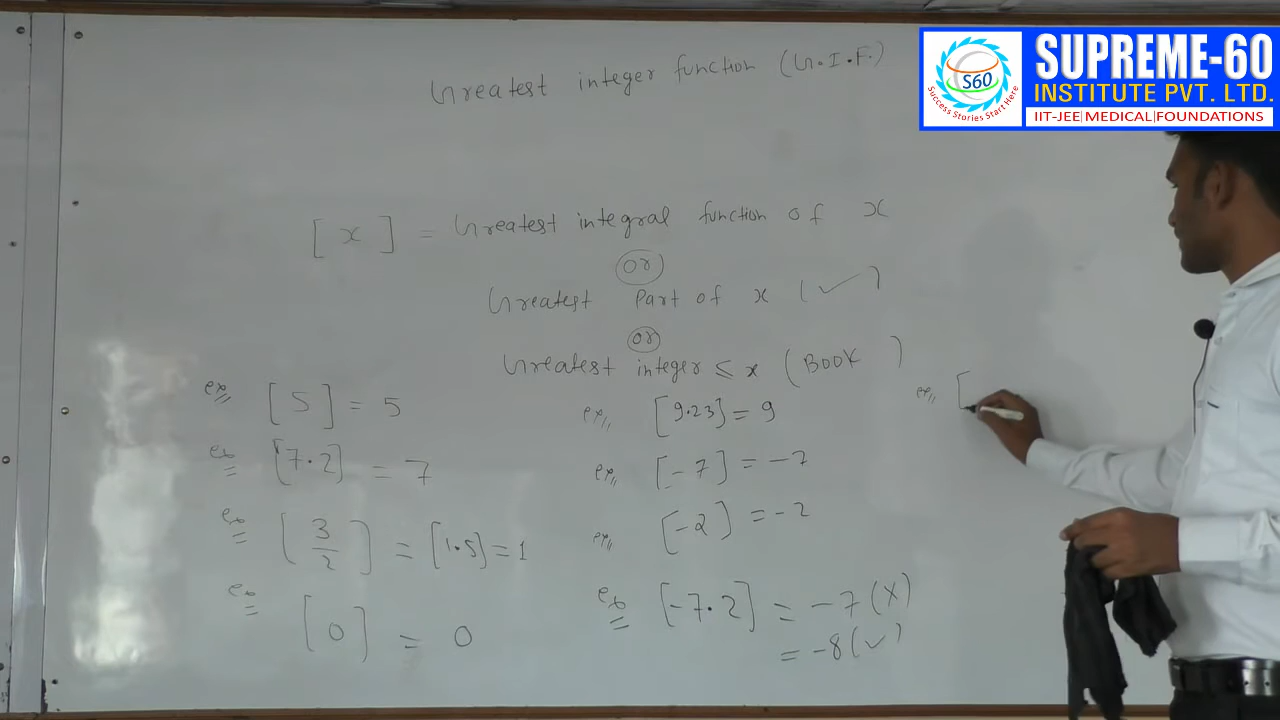 Greatest integer function (G.I.F.)
SUPREME-60
INSTITUTE PVT. LTD.
IIT-JEE|MEDICAL|FOUNDATIONS
S60
Success Stories Start Here
[x] = Greatest integral function of x
OR
Greatest Part of x (✓)
OR
Greatest integer ≤ x (BOOK)
ex [5] = 5
ex [7.2] = 7
ex [3/2] = [1.5] = 1
ex [0] = 0
ex [9.23] = 9
ex [-7] = -7
ex [-2] = -2
ex [-7.2] = -7 (X)
= -8 (✓)
ex [